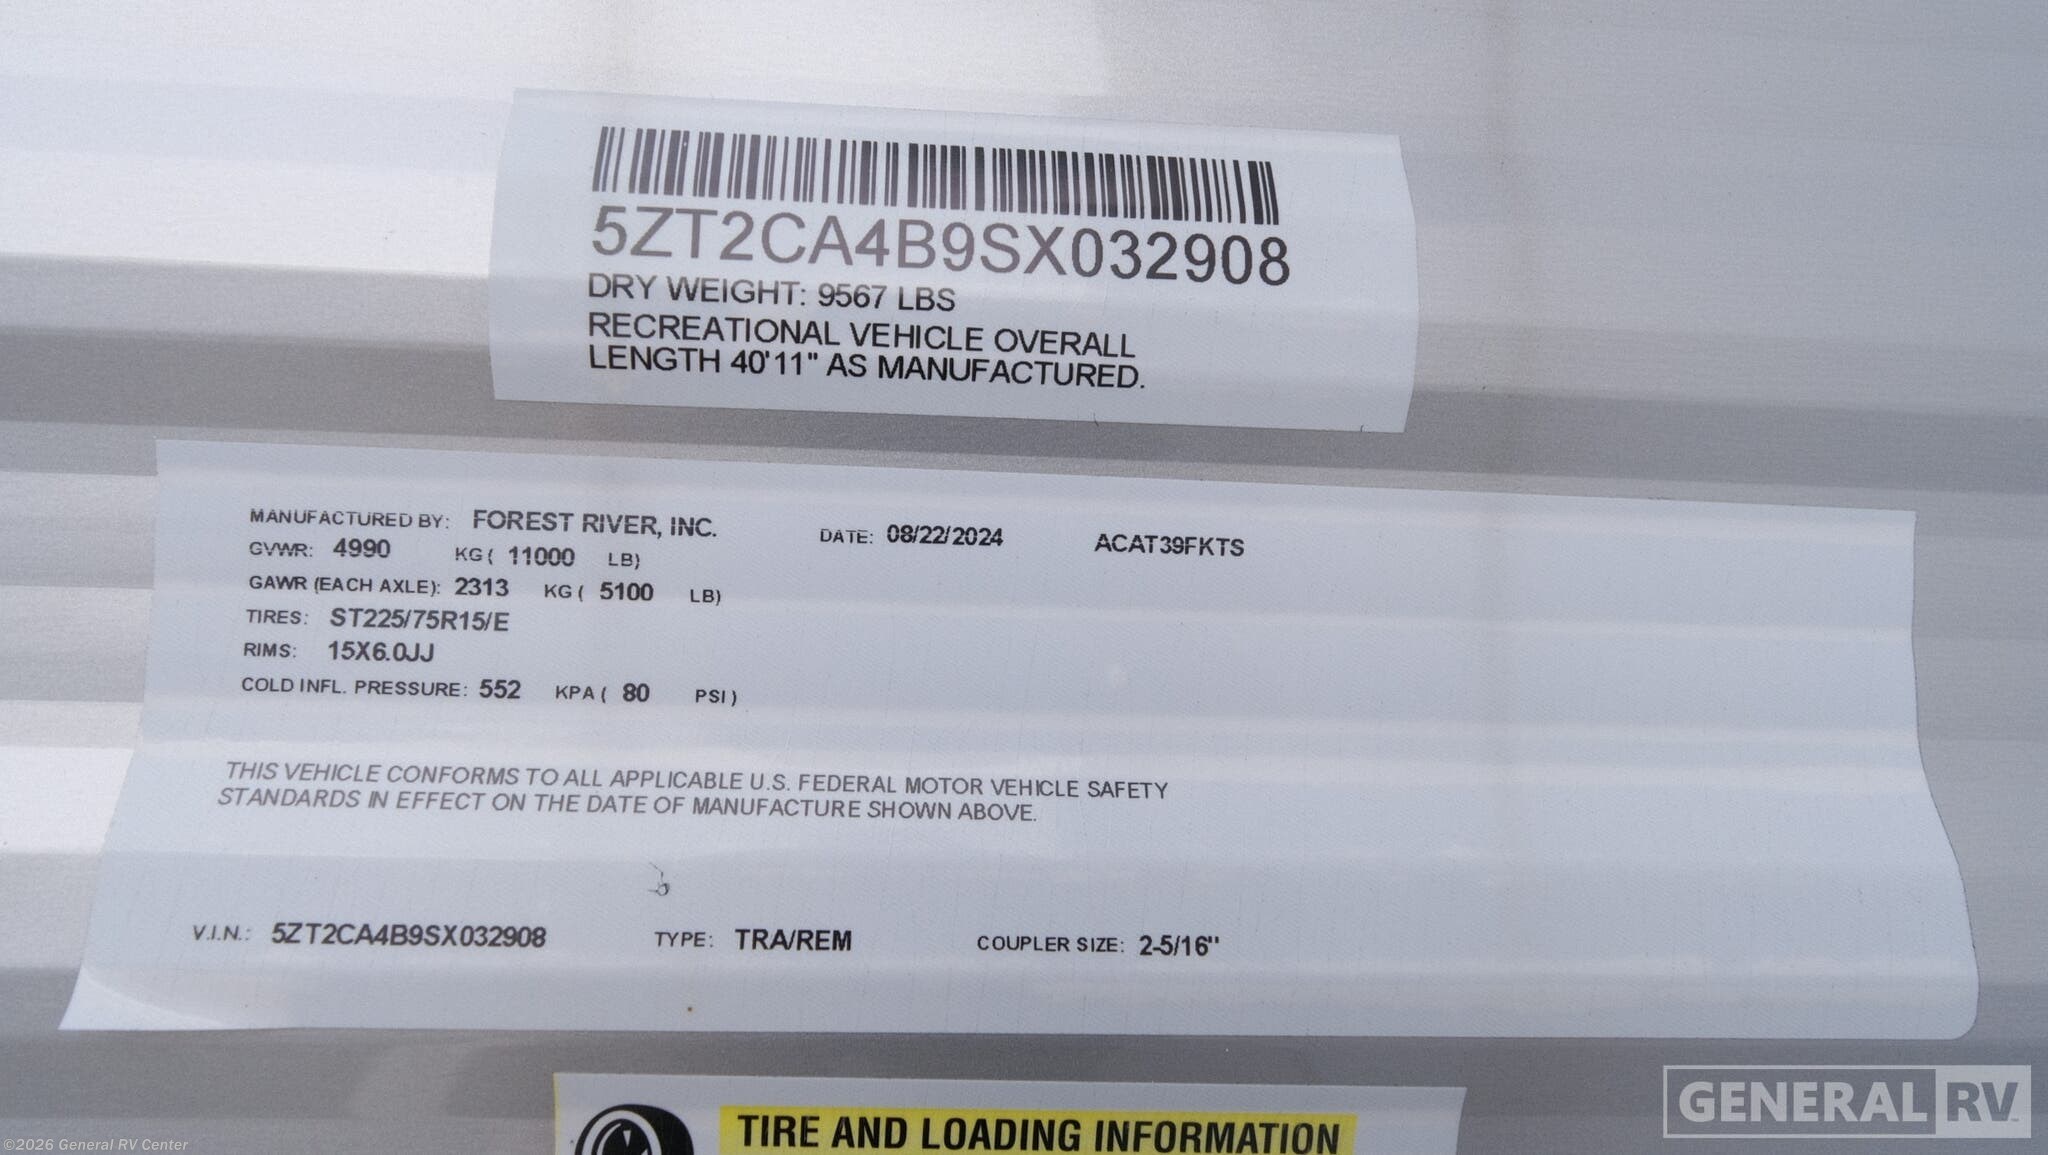 5ZT2CA4B9SX032908
DRY WEIGHT: 9567 LBS
RECREATIONAL VEHICLE OVERALL
LENGTH 40'11" AS MANUFACTURED.
MANUFACTURED BY: FOREST RIVER, INC. DATE: 08/22/2024 ACAT39FKTS
GVWR: 4990 KG ( 11000 LB)
GAWR (EACH AXLE): 2313 KG ( 5100 LB)
TIRES: ST225/75R15/E
RIMS: 15X6.0JJ
COLD INFL. PRESSURE: 552 KPA ( 80 PSI )
THIS VEHICLE CONFORMS TO ALL APPLICABLE U.S. FEDERAL MOTOR VEHICLE SAFETY
STANDARDS IN EFFECT ON THE DATE OF MANUFACTURE SHOWN ABOVE.
V.I.N.: 5ZT2CA4B9SX032908 TYPE: TRA/REM COUPLER SIZE: 2-5/16"
TIRE AND LOADING INFORMATION
GENERAL RV
©2026 General RV Center